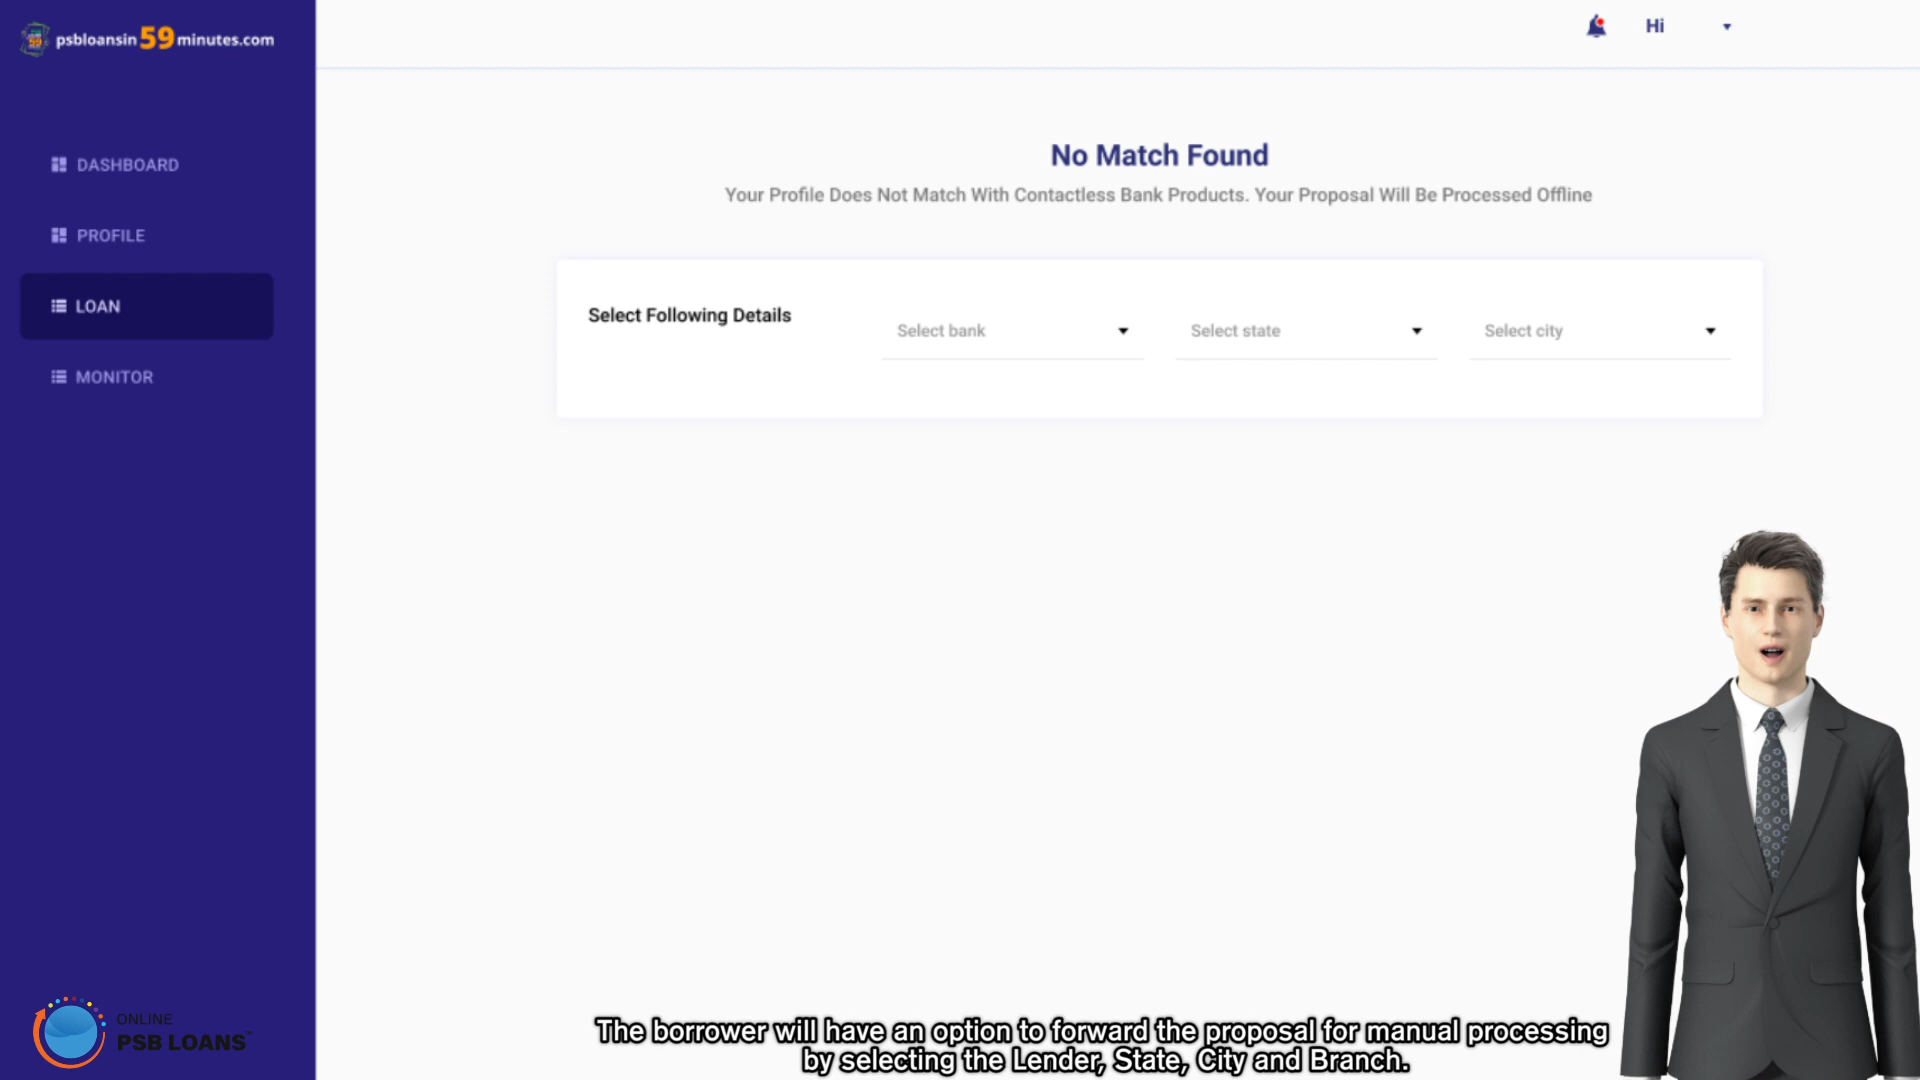 psbloansin59minutes.com
Hi
DASHBOARD
PROFILE
LOAN
MONITOR
No Match Found
Your Profile Does Not Match With Contactless Bank Products. Your Proposal Will Be Processed Offline
Select Following Details
Select bank
Select state
Select city
ONLINE
PSB LOANS™
The borrower will have an option to forward the proposal for manual processing
by selecting the Lender, State, City and Branch.